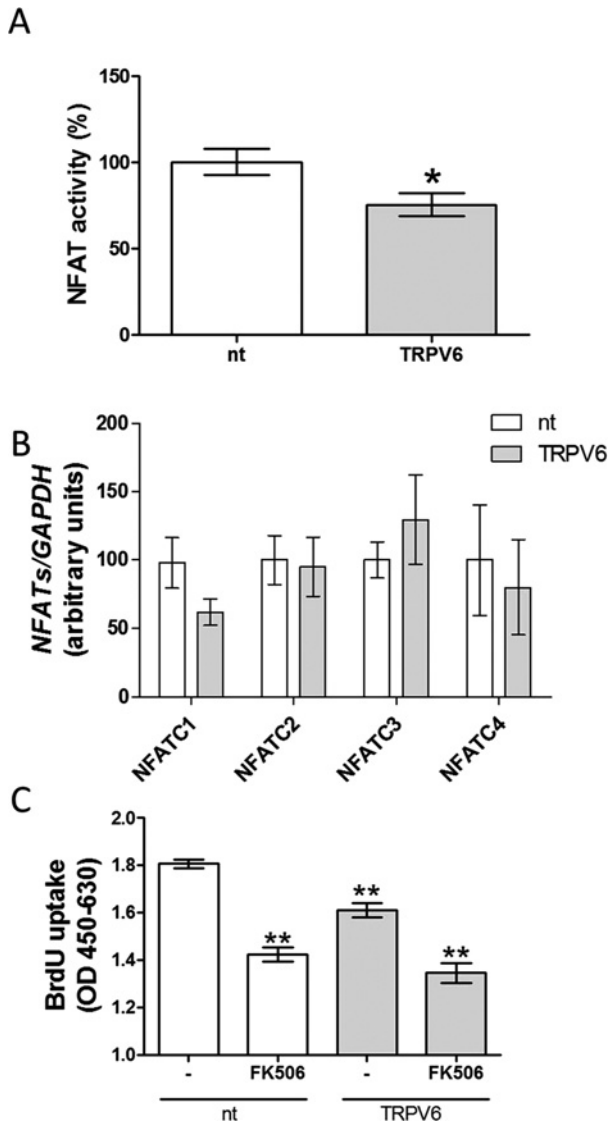 A
NFAT activity (%)
150
100
50
0
*
nt
TRPV6
B
NFATs/GAPDH
(arbitrary units)
200
150
100
50
0
nt
TRPV6
NFATC1
NFATC2
NFATC3
NFATC4
C
BrdU uptake
(OD 450-630)
2.0
1.8
1.6
1.4
1.2
1.0
**
**
**
- FK506 - FK506
nt TRPV6